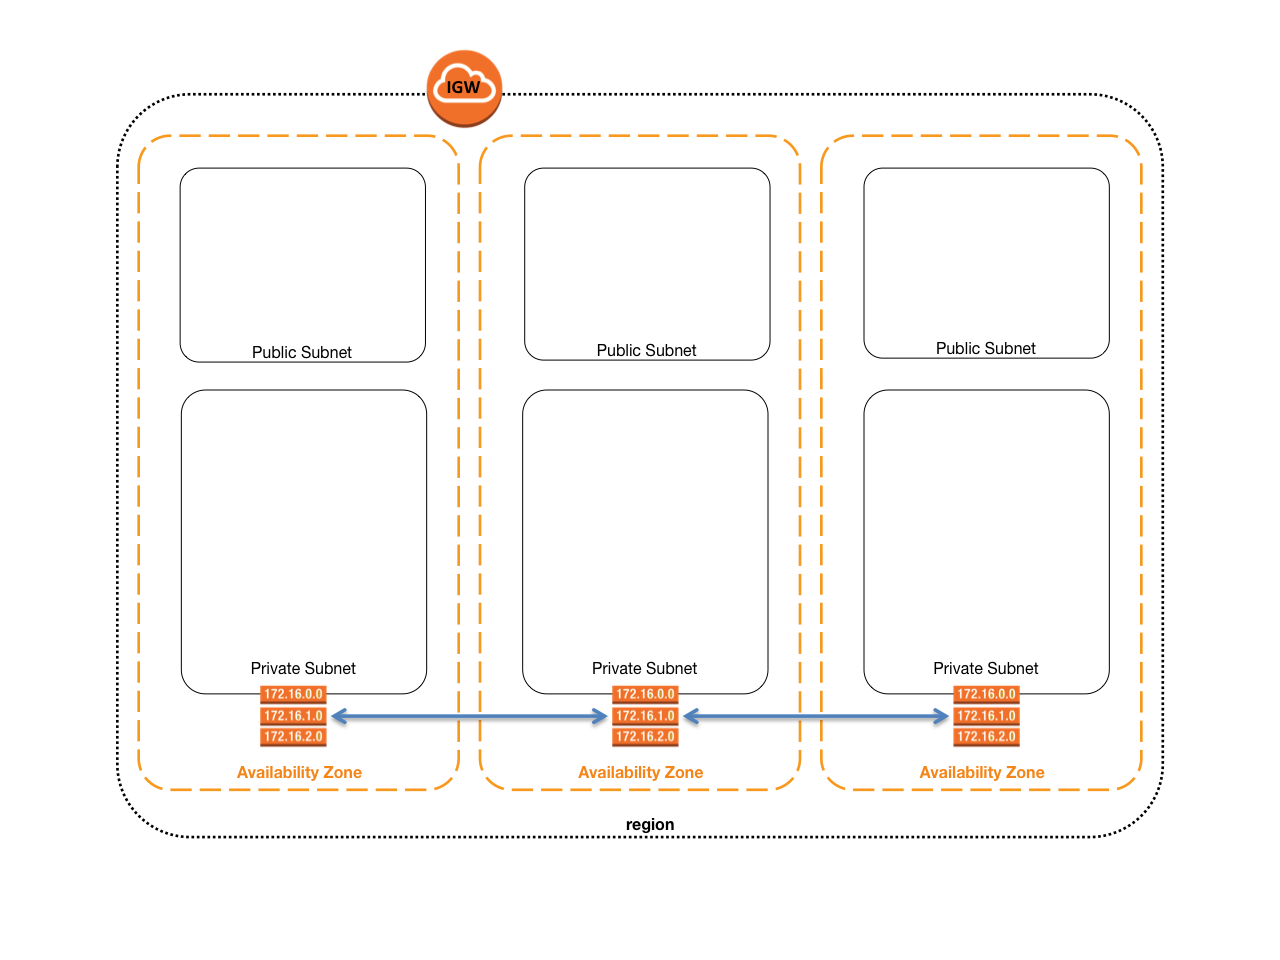 IGW
Public Subnet
Public Subnet
Public Subnet
Private Subnet
Private Subnet
Private Subnet
172.16.0.0
172.16.1.0
172.16.2.0
172.16.0.0
172.16.1.0
172.16.2.0
172.16.0.0
172.16.1.0
172.16.2.0
Availability Zone
Availability Zone
Availability Zone
region